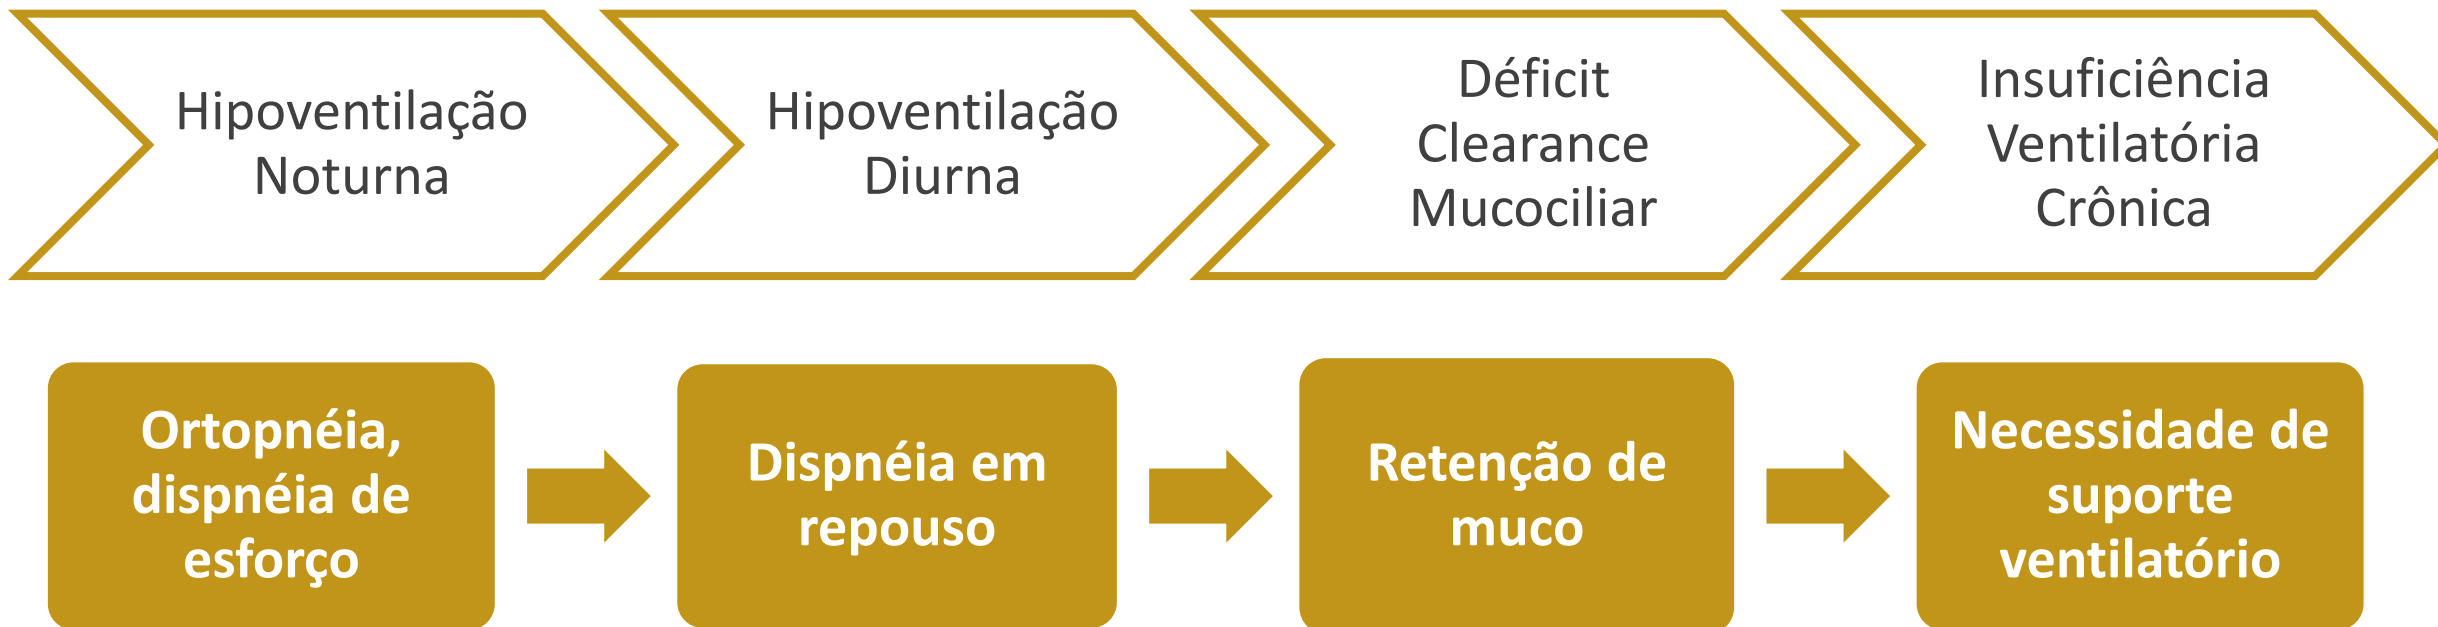 Hipoventilação
Noturna
Hipoventilação
Diurna
Déficit
Clearance
Mucociliar
Insuficiência
Ventilatória
Crônica
Ortopnéia,
dispnéia de
esforço
Dispnéia em
repouso
Retenção de
muco
Necessidade de
suporte
ventilatório